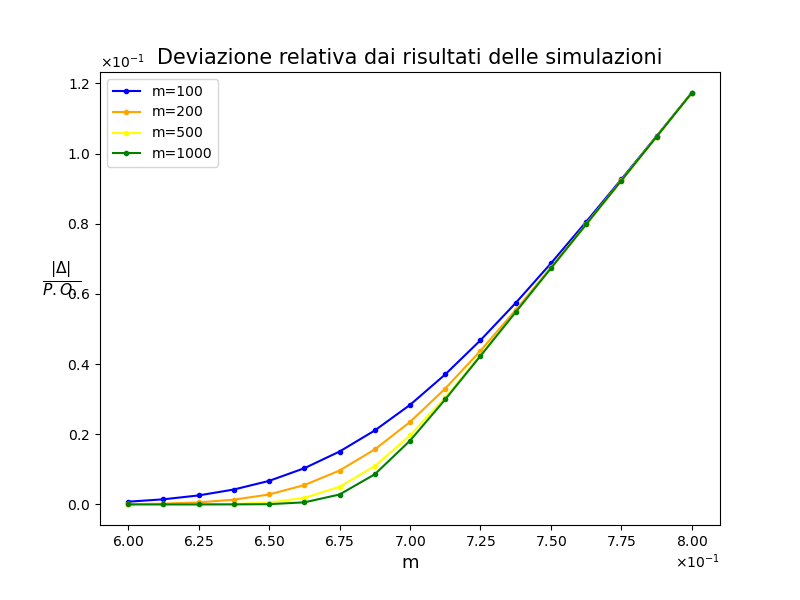 Deviazione relativa dai risultati delle simulazioni
×10⁻¹
m=100
m=200
m=500
m=1000
1.2
1.0
0.8
0.6
0.4
0.2
0.0
|Δ|
P.O.
6.00 6.25 6.50 6.75 7.00 7.25 7.50 7.75 8.00
×10⁻¹
m